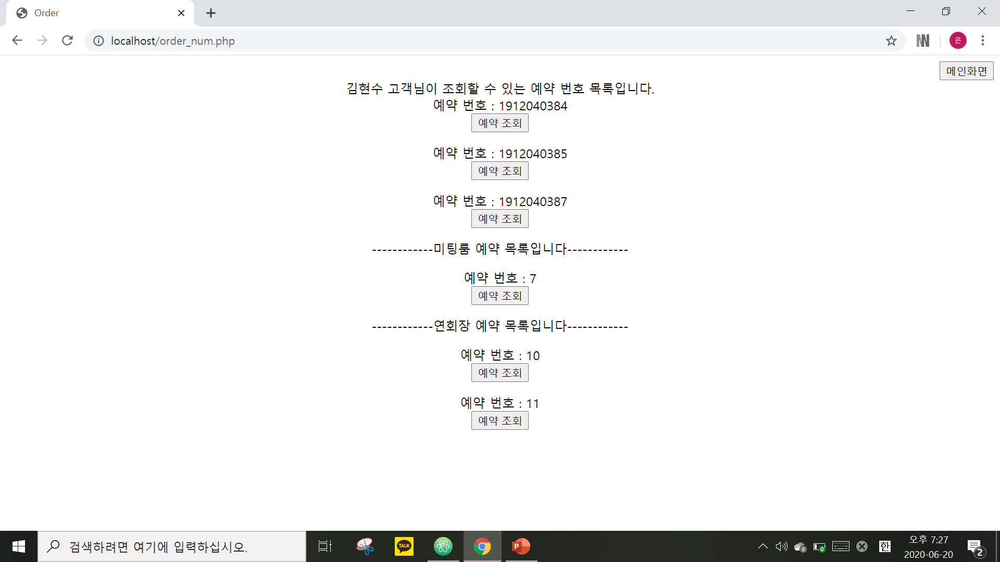 Order
localhost/order_num.php
은
메인화면
김현수 고객님이 조회할 수 있는 예약 번호 목록입니다.
예약 번호 : 1912040384
예약 조회
예약 번호 : 1912040385
예약 조회
예약 번호 : 1912040387
예약 조회
------------미팅룸 예약 목록입니다------------
예약 번호 : 7
예약 조회
------------연회장 예약 목록입니다------------
예약 번호 : 10
예약 조회
예약 번호 : 11
예약 조회
검색하려면 여기에 입력하십시오.
TALK
P
한
오후 7:27
2020-06-20
2